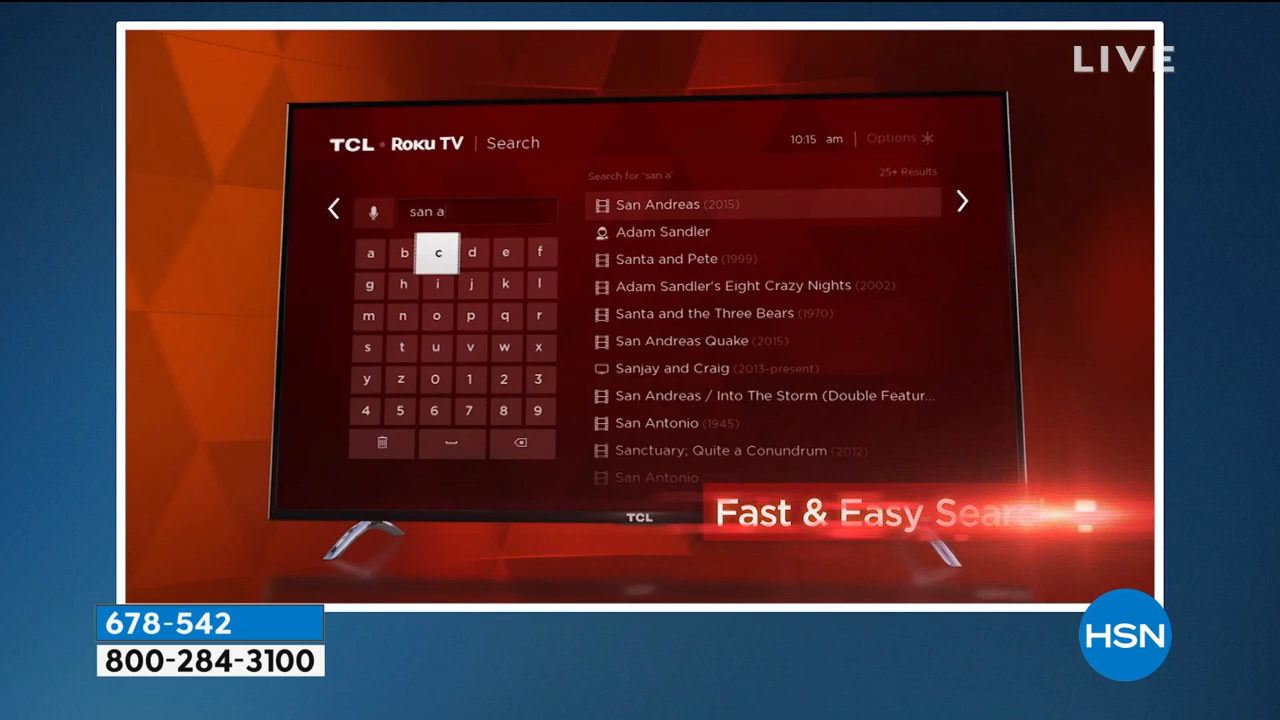 LIVE
TCL • Roku TV | Search
10:15 am | Options
Search for 'san a'
25+ Results
san a
a b c d e f
g h i j k l
m n o p q r
s t u v w x
y z 0 1 2 3
4 5 6 7 8 9
San Andreas (2015)
Adam Sandler
Santa and Pete (1999)
Adam Sandler's Eight Crazy Nights (2002)
Santa and the Three Bears (1970)
San Andreas Quake (2015)
Sanjay and Craig (2013-present)
San Andreas / Into The Storm (Double Featur...
San Antonio (1945)
Sanctuary; Quite a Conundrum (2012)
San Antonio
TCL
Fast & Easy Search
678-542
800-284-3100
HSN